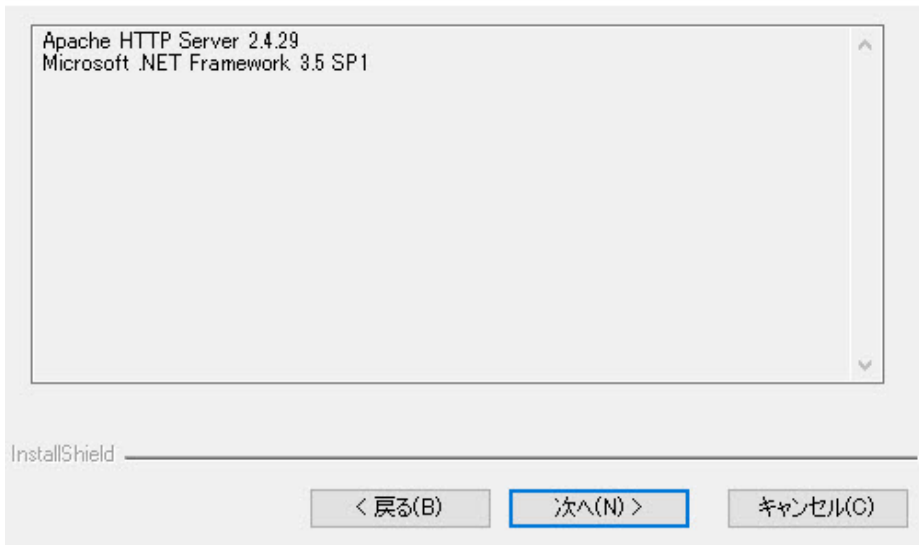 Apache HTTP Server 2.4.29
Microsoft .NET Framework 3.5 SP1
InstallShield
< 戻る(B)
次へ(N) >
キャンセル(C)